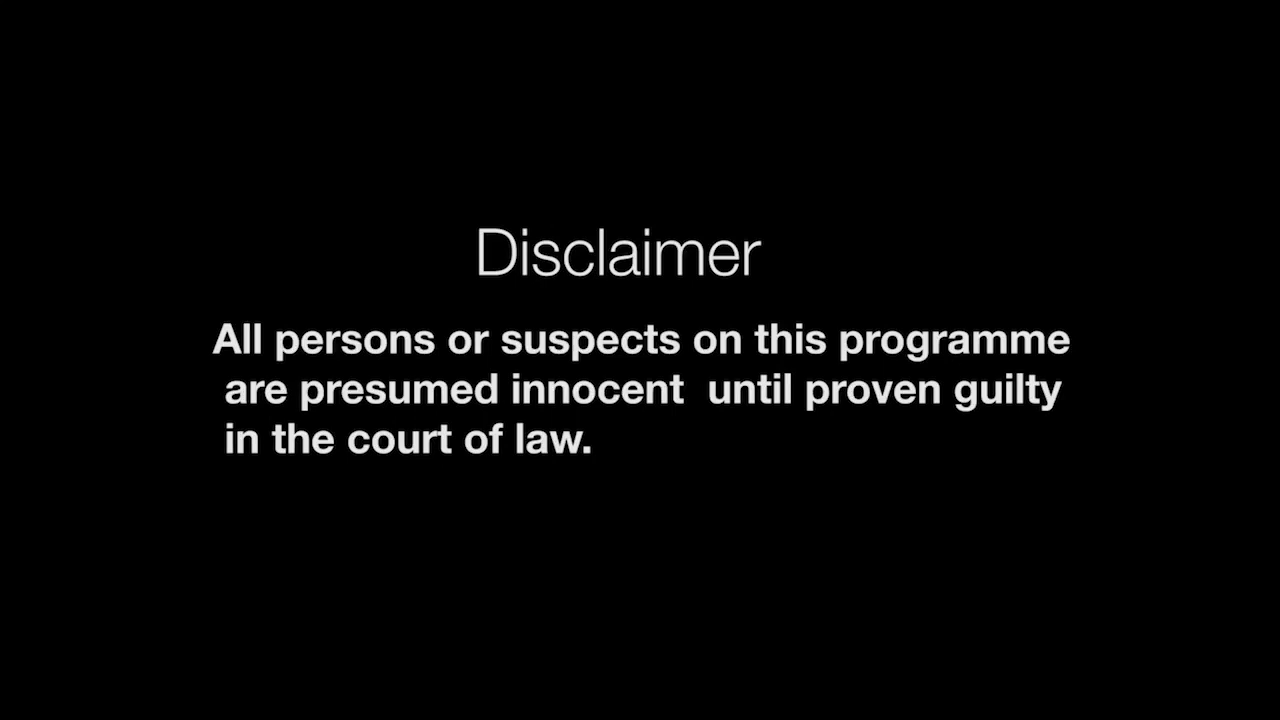 Disclaimer
All persons or suspects on this programme
are presumed innocent  until proven guilty
in the court of law.